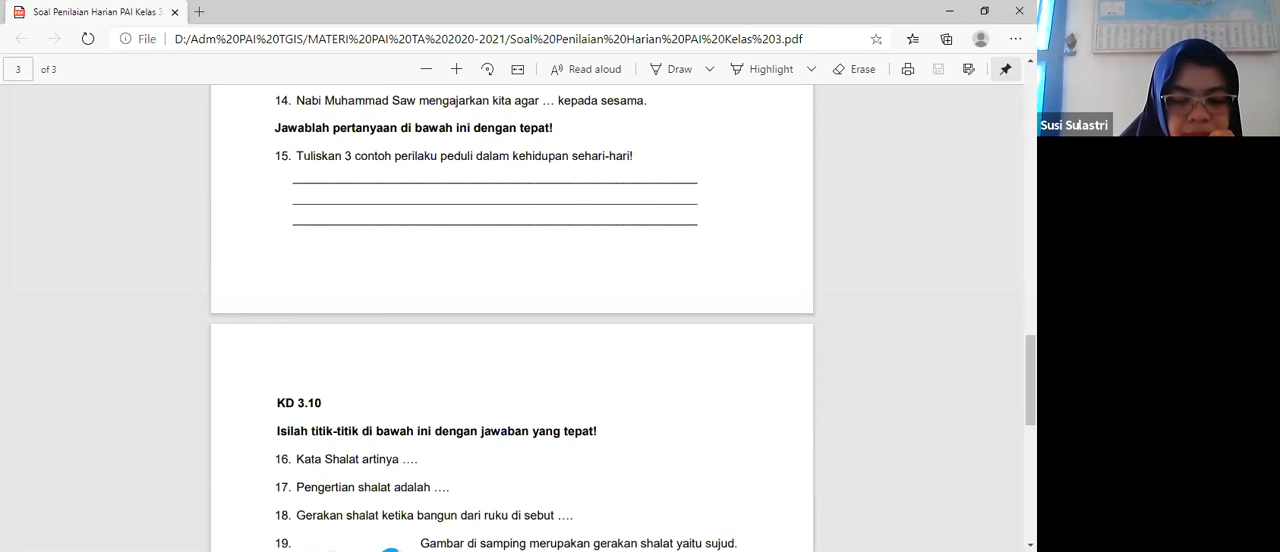 Soal Penilaian Harian PAI Kelas 3
File D:/Adm%20PAI%20TGIS/MATERI%20PAI%20TA%202020-2021/Soal%20Penilaian%20Harian%20PAI%20Kelas%203.pdf
3 of 3 Read aloud Draw Highlight Erase
14. Nabi Muhammad Saw mengajarkan kita agar … kepada sesama.
Jawablah pertanyaan di bawah ini dengan tepat!
15. Tuliskan 3 contoh perilaku peduli dalam kehidupan sehari-hari!
KD 3.10
Isilah titik-titik di bawah ini dengan jawaban yang tepat!
16. Kata Shalat artinya ….
17. Pengertian shalat adalah ….
18. Gerakan shalat ketika bangun dari ruku di sebut ….
19. Gambar di samping merupakan gerakan shalat yaitu sujud.
Susi Sulastri